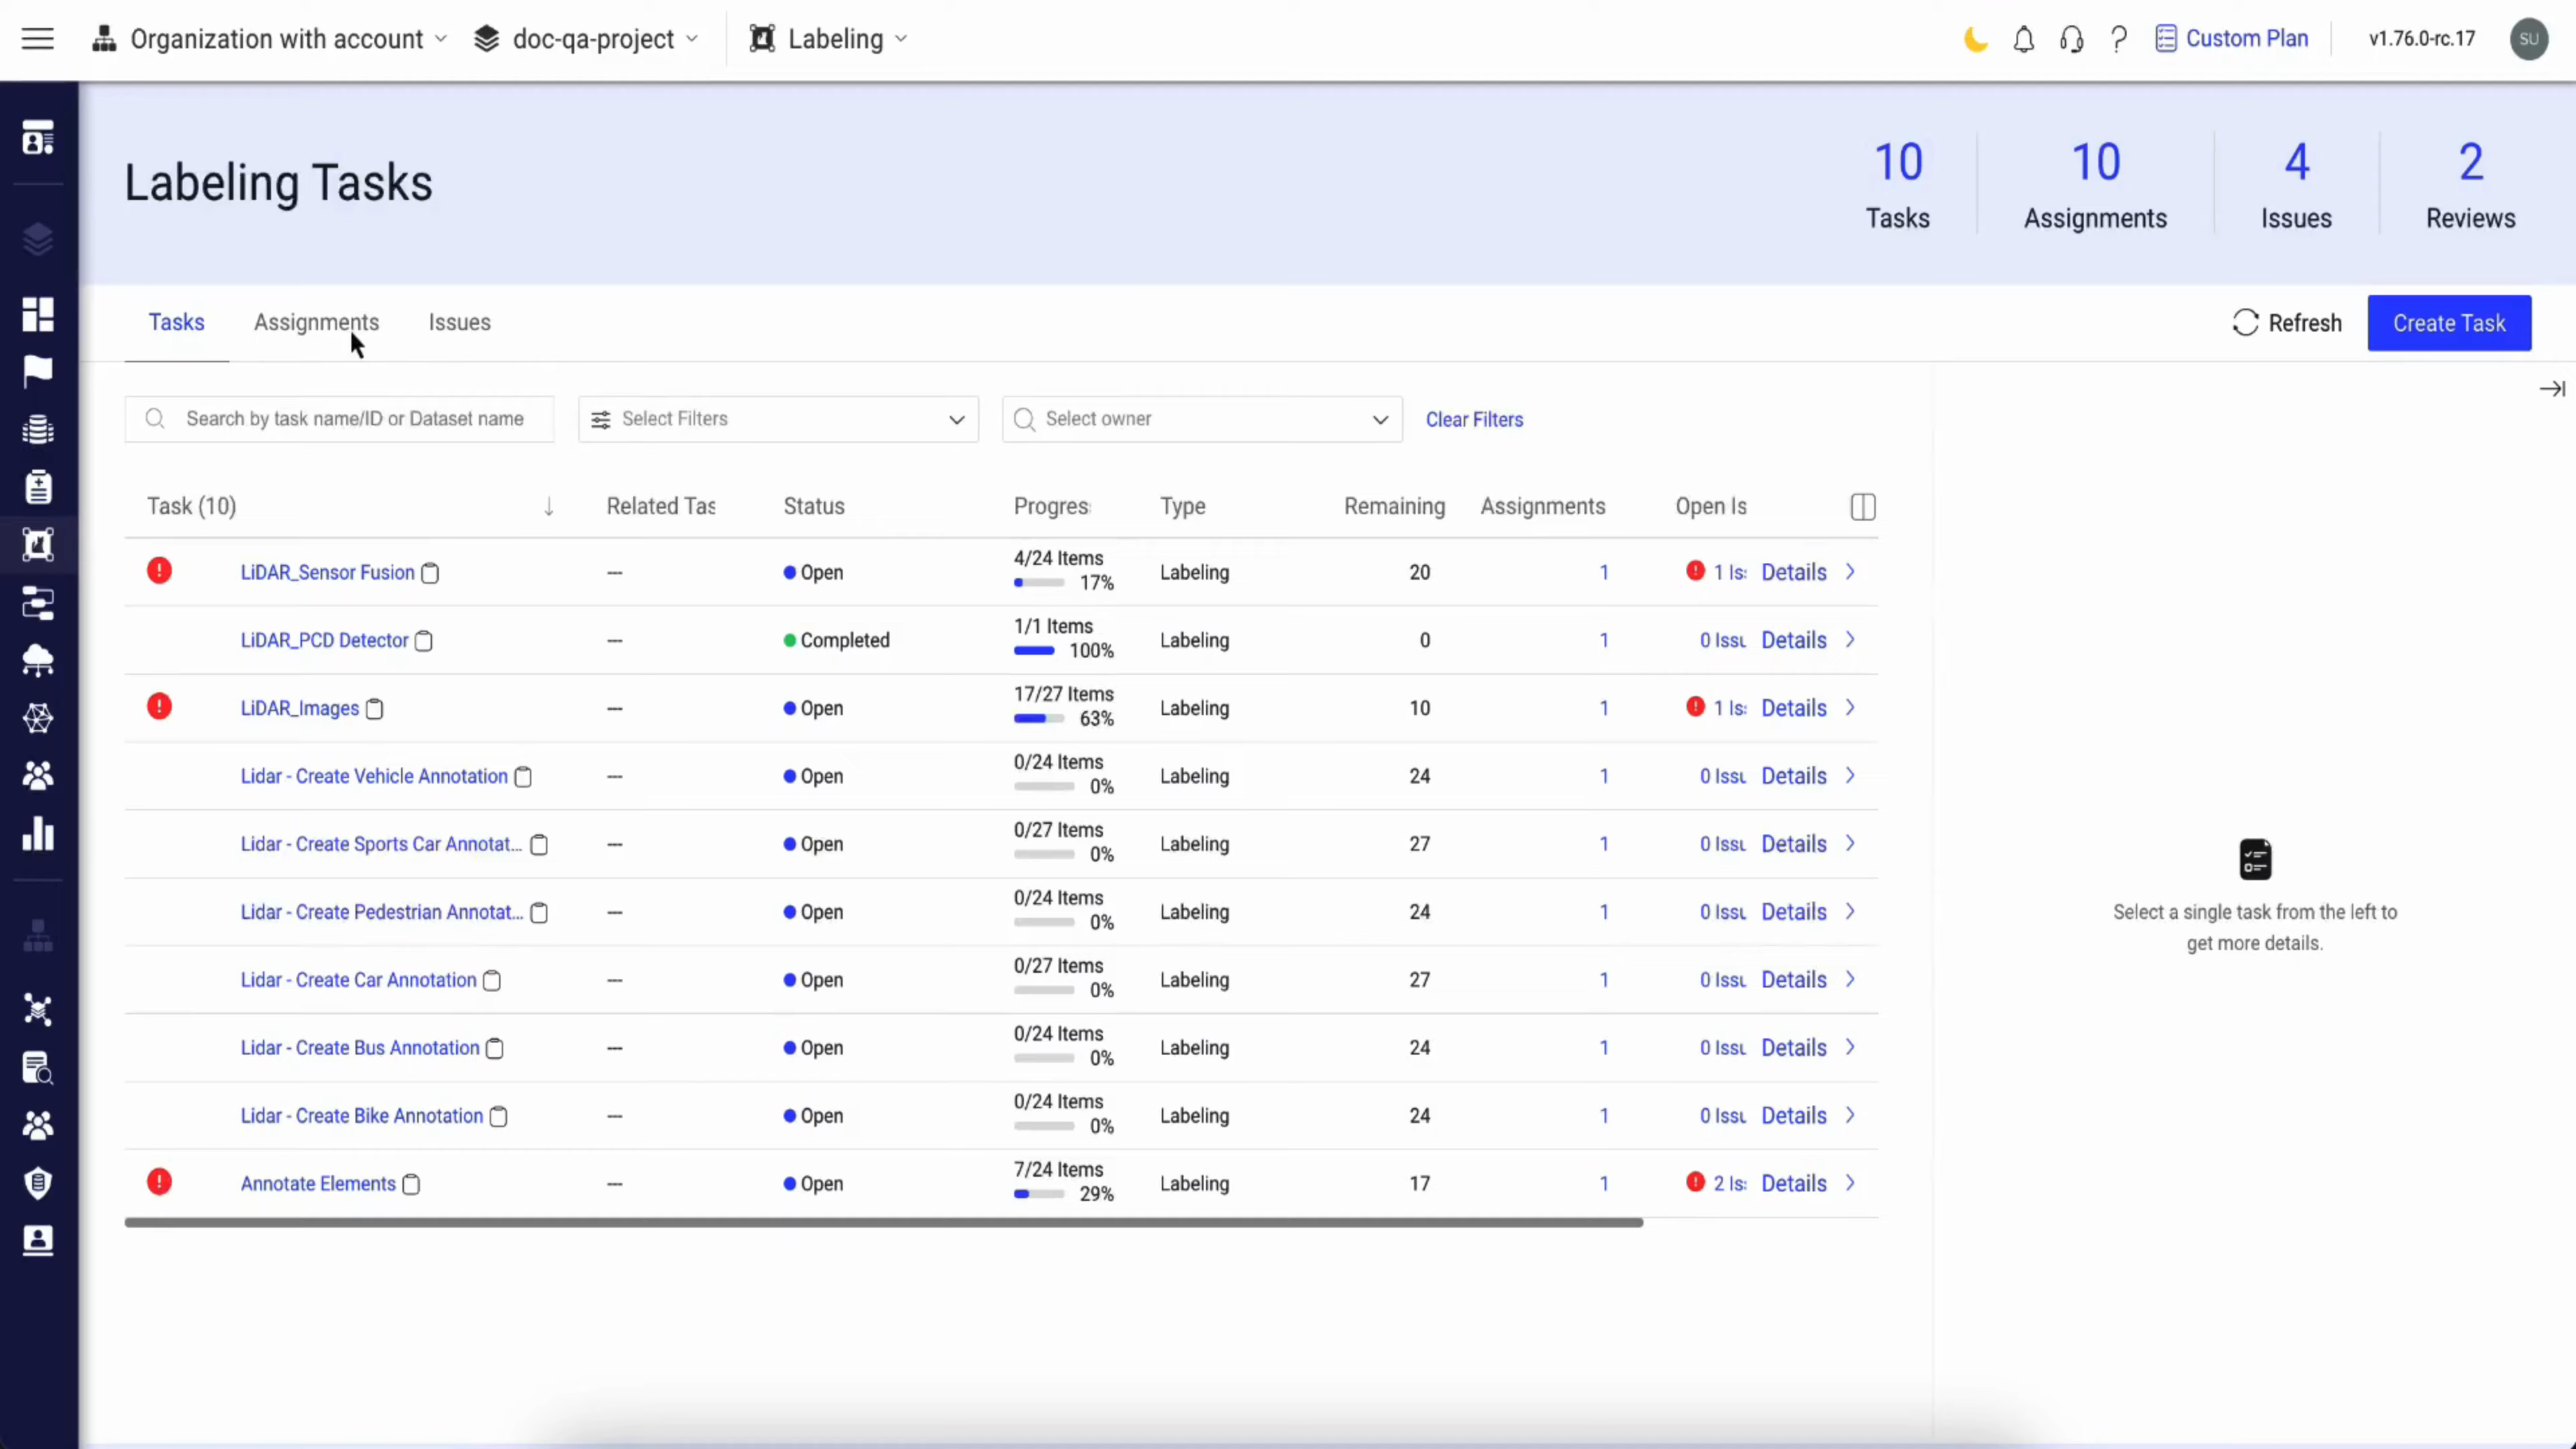 Organization with account doc-qa-project Labeling Custom Plan v1.76.0-rc.17 SU
Labeling Tasks
10 10 4 2
Tasks Assignments Issues Reviews
Tasks Assignments Issues Refresh Create Task
Search by task name/ID or Dataset name Select Filters Select owner Clear Filters
Task (10) Related Tas Status Progres Type Remaining Assignments Open Is
LiDAR_Sensor Fusion --- Open 4/24 Items 17% Labeling 20 1 1 Is: Details
LiDAR_PCD Detector --- Completed 1/1 Items 100% Labeling 0 1 0 Issu Details
LiDAR_Images --- Open 17/27 Items 63% Labeling 10 1 1 Is: Details
Lidar - Create Vehicle Annotation --- Open 0/24 Items 0% Labeling 24 1 0 Issu Details
Lidar - Create Sports Car Annotat... --- Open 0/27 Items 0% Labeling 27 1 0 Issu Details
Lidar - Create Pedestrian Annotat... --- Open 0/24 Items 0% Labeling 24 1 0 Issu Details
Lidar - Create Car Annotation --- Open 0/27 Items 0% Labeling 27 1 0 Issu Details
Lidar - Create Bus Annotation --- Open 0/24 Items 0% Labeling 24 1 0 Issu Details
Lidar - Create Bike Annotation --- Open 0/24 Items 0% Labeling 24 1 0 Issu Details
Annotate Elements --- Open 7/24 Items 29% Labeling 17 1 2 Is: Details
Select a single task from the left to
get more details.